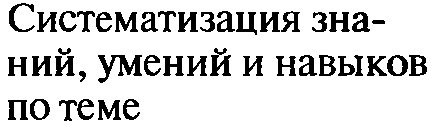 Систематизация зна-
ний, умений и навыков
по теме